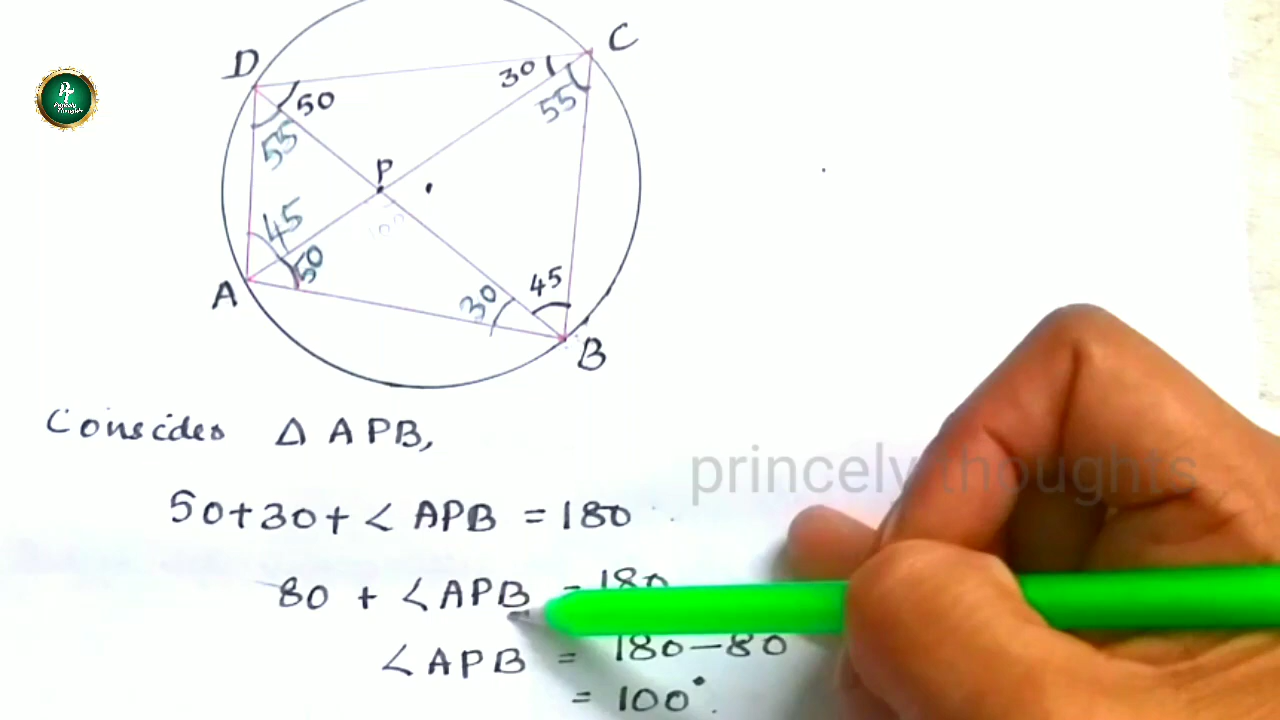 D
C
30
50
55
55
P
45
50
A
30
45
B
Consider Δ APB,
princely thoughts
50+30+ ∠ APB = 180
80 + ∠APB = 180
∠APB = 180-80
= 100°.